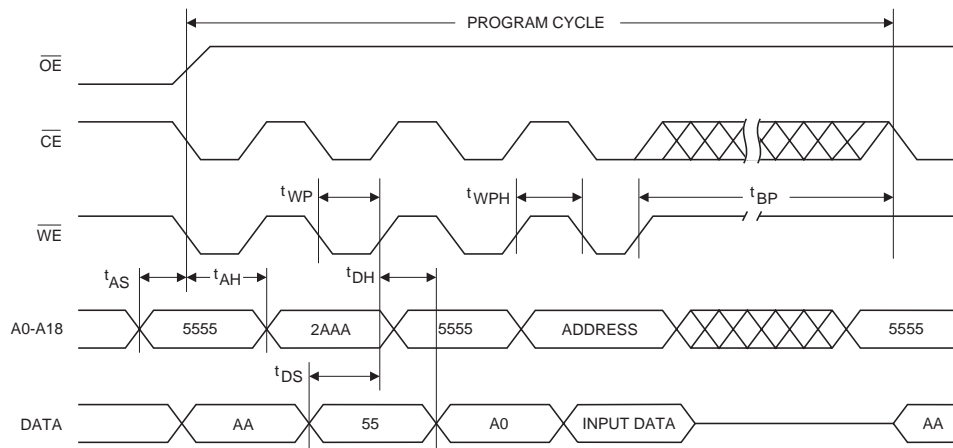 PROGRAM CYCLE
OE
CE
tWP
tWPH
tBP
WE
tAS
tAH
tDH
A0-A18
5555
2AAA
5555
ADDRESS
5555
tDS
DATA
AA
55
A0
INPUT DATA
AA